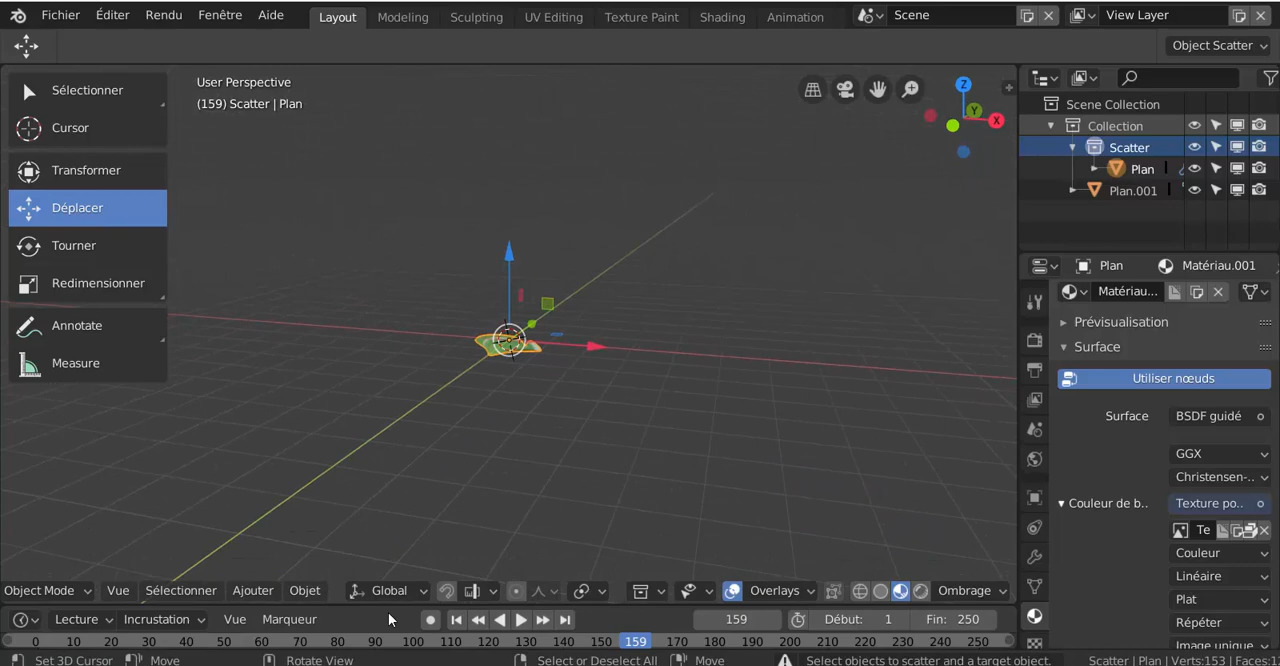 Fichier Éditer Rendu Fenêtre Aide Layout Modeling Sculpting UV Editing Texture Paint Shading Animation Scene View Layer
Object Scatter
Sélectionner
Cursor
Transformer
Déplacer
Tourner
Redimensionner
Annotate
Measure
User Perspective
(159) Scatter | Plan
Z
Y
X
Scene Collection
Collection
Scatter
Plan
Plan.001
Plan Matériau.001
Matériau...
Prévisualisation
Surface
Utiliser nœuds
Surface BSDF guidé
GGX
Christensen-..
Couleur de b.. Texture po..
Te
Couleur
Linéaire
Plat
Répéter
Image unique
Object Mode Vue Sélectionner Ajouter Objet Global Overlays Ombrage
Lecture Incrustation Vue Marqueur 159 Début: 1 Fin: 250
0 10 20 30 40 50 60 70 80 90 100 110 120 130 140 150 159 170 180 190 200 210 220 230 240 250
Set 3D Cursor Move Rotate View Select or Deselect All Move Select objects to scatter and a target object. Scatter | Plan | Verts:153 | Faces:1